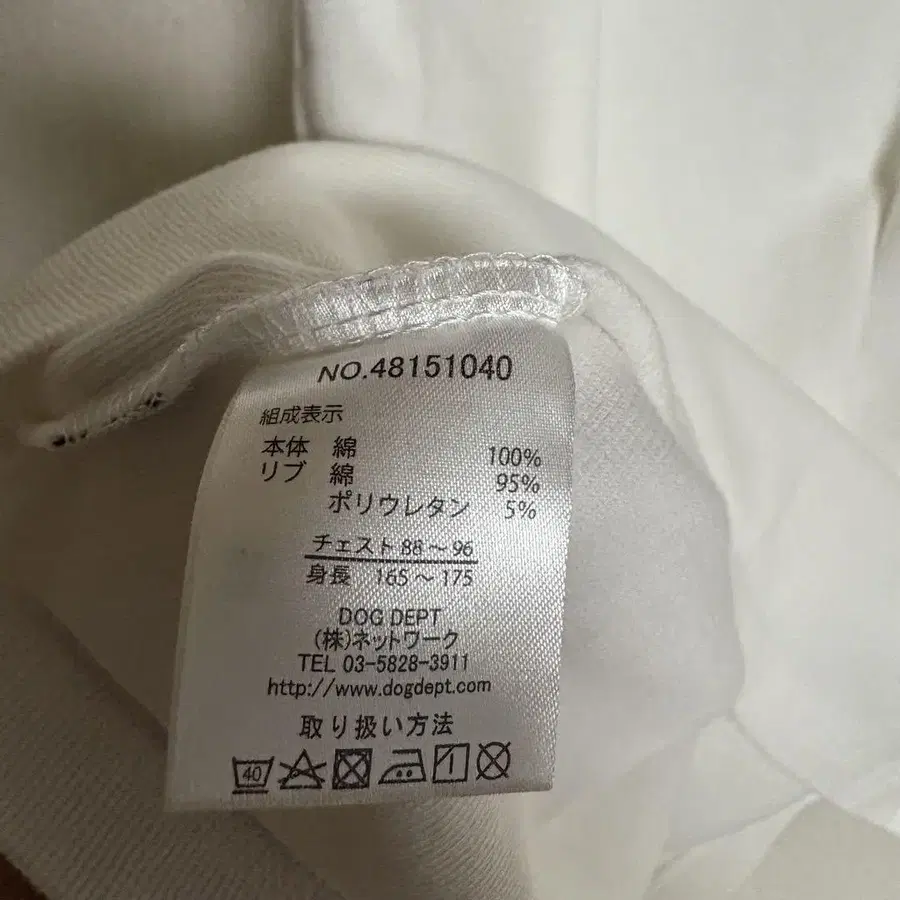 NO.48151040
組成表示
本体 綿 100%
リブ 綿 95%
ポリウレタン 5%
チェスト 88～96
身長 165～175
DOG DEPT
(株)ネットワーク
TEL 03-5828-3911
http://www.dogdept.com
取り扱い方法
40